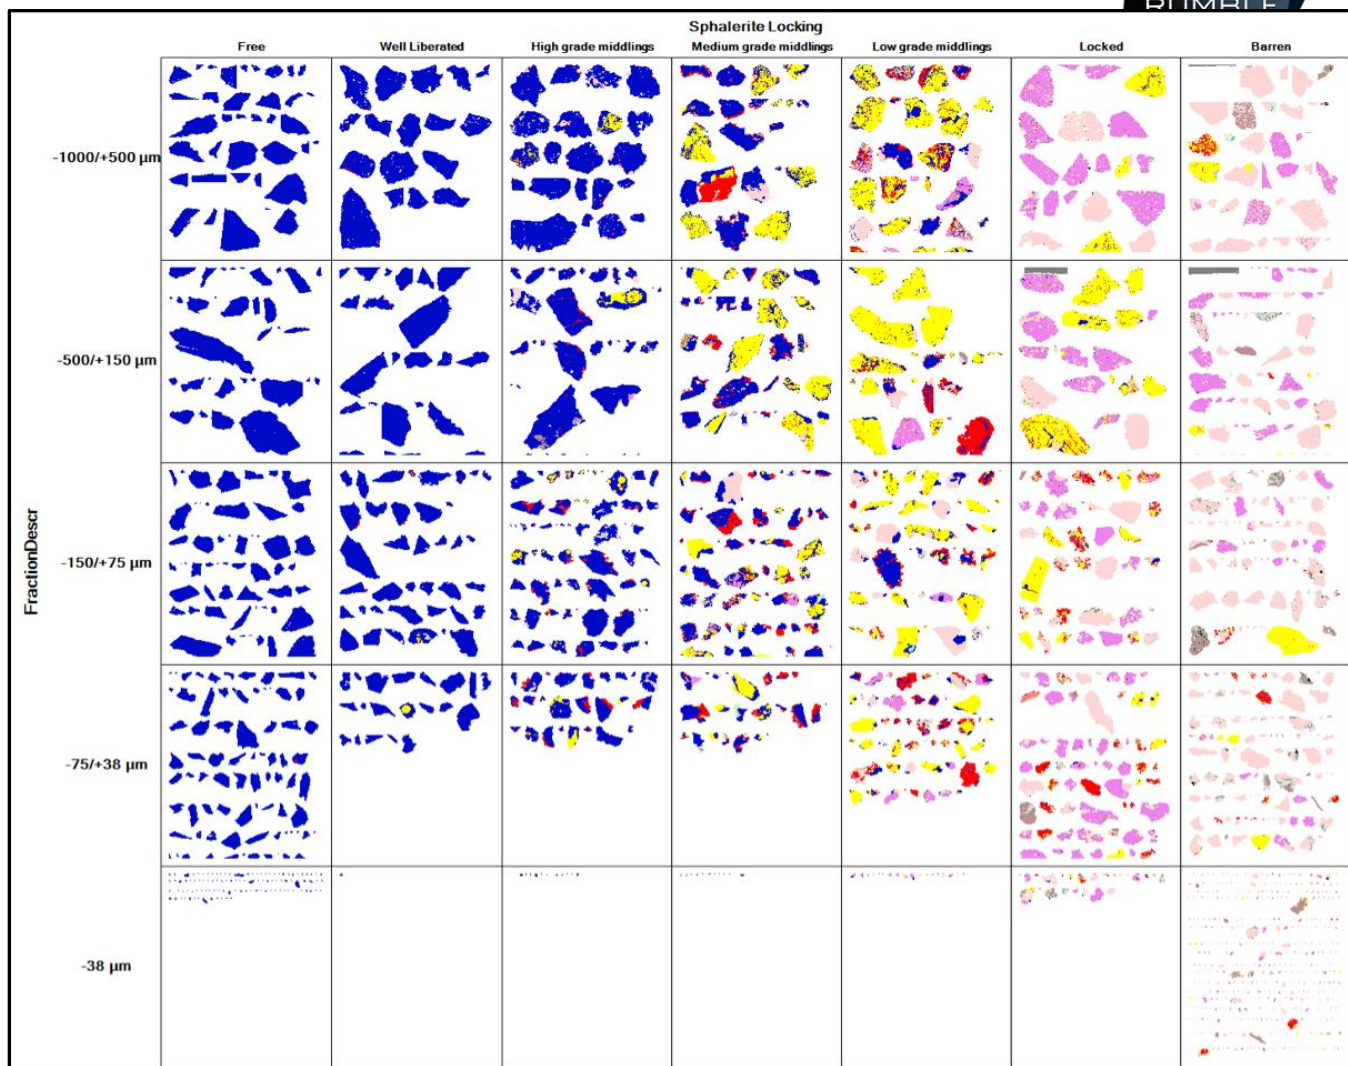 RUMBLE
Sphalerite Locking
Free Well Liberated High grade middlings Medium grade middlings Low grade middlings Locked Barren
-1000/+500 µm
-500/+150 µm
FractionDescr
-150/+75 µm
-75/+38 µm
-38 µm